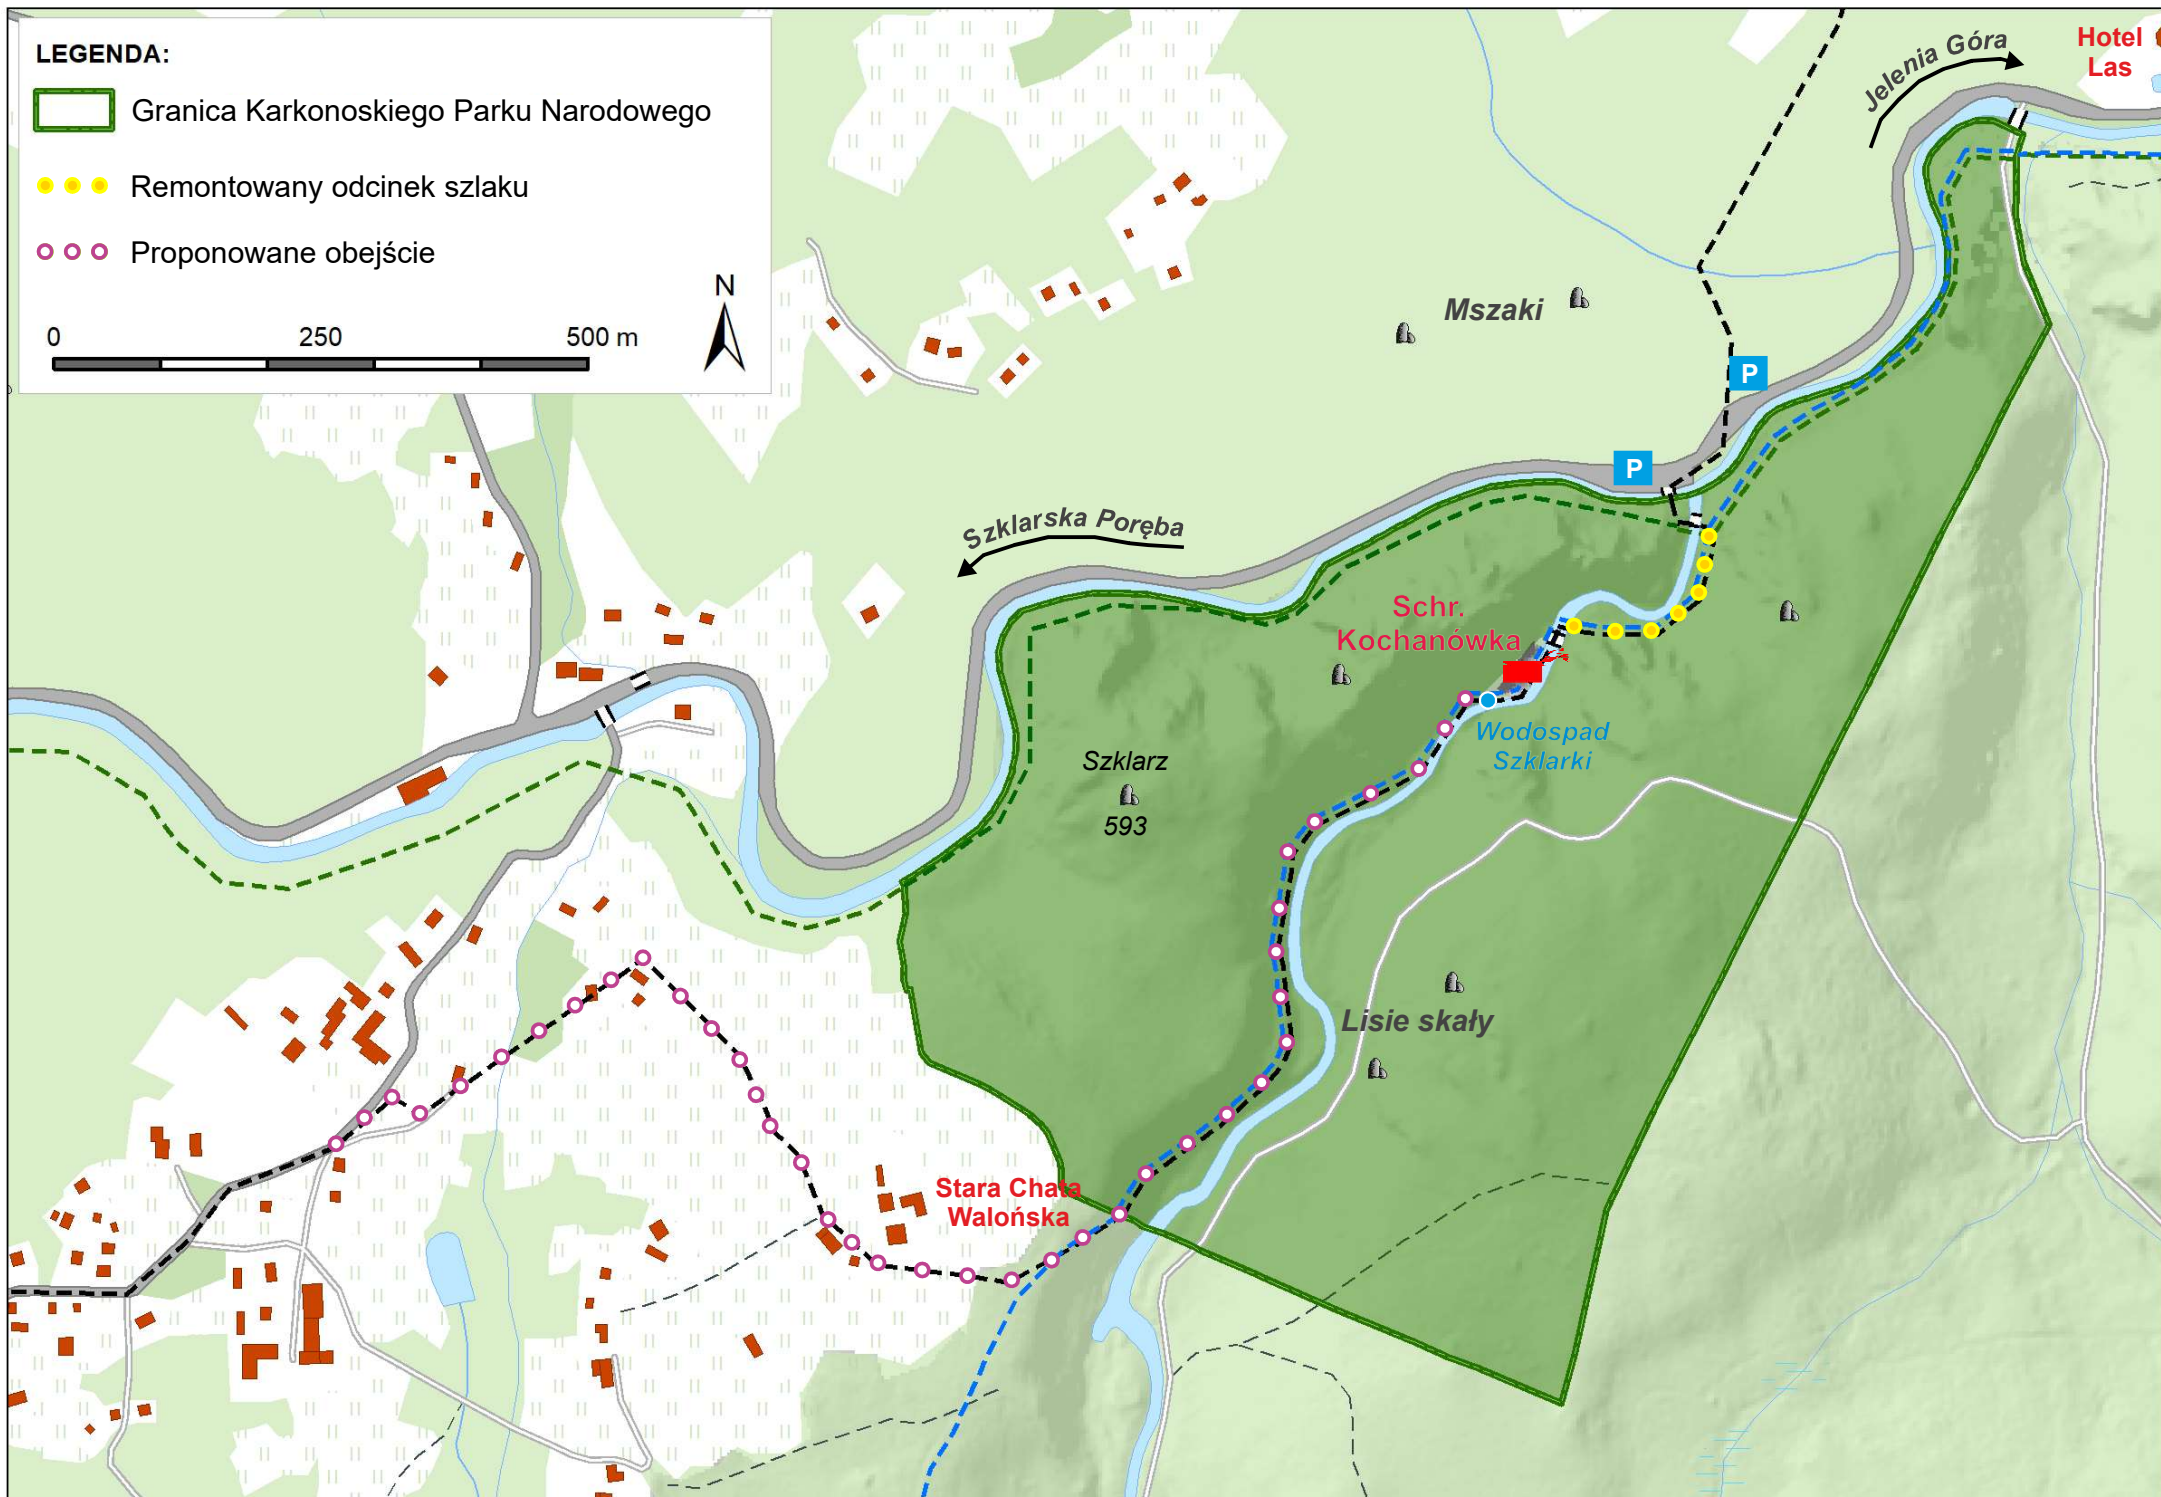 LEGENDA:
Granica Karkonoskiego Parku Narodowego
Remontowany odcinek szlaku
Proponowane obejście
N
0 250 500 m
Jelenia Góra
Hotel
Las
Mszaki
P
P
Szklarska Poręba
Schr.
Kochanówka
Wodospad
Szklarki
Szklarz
593
Lisie skały
Stara Chata
Walońska